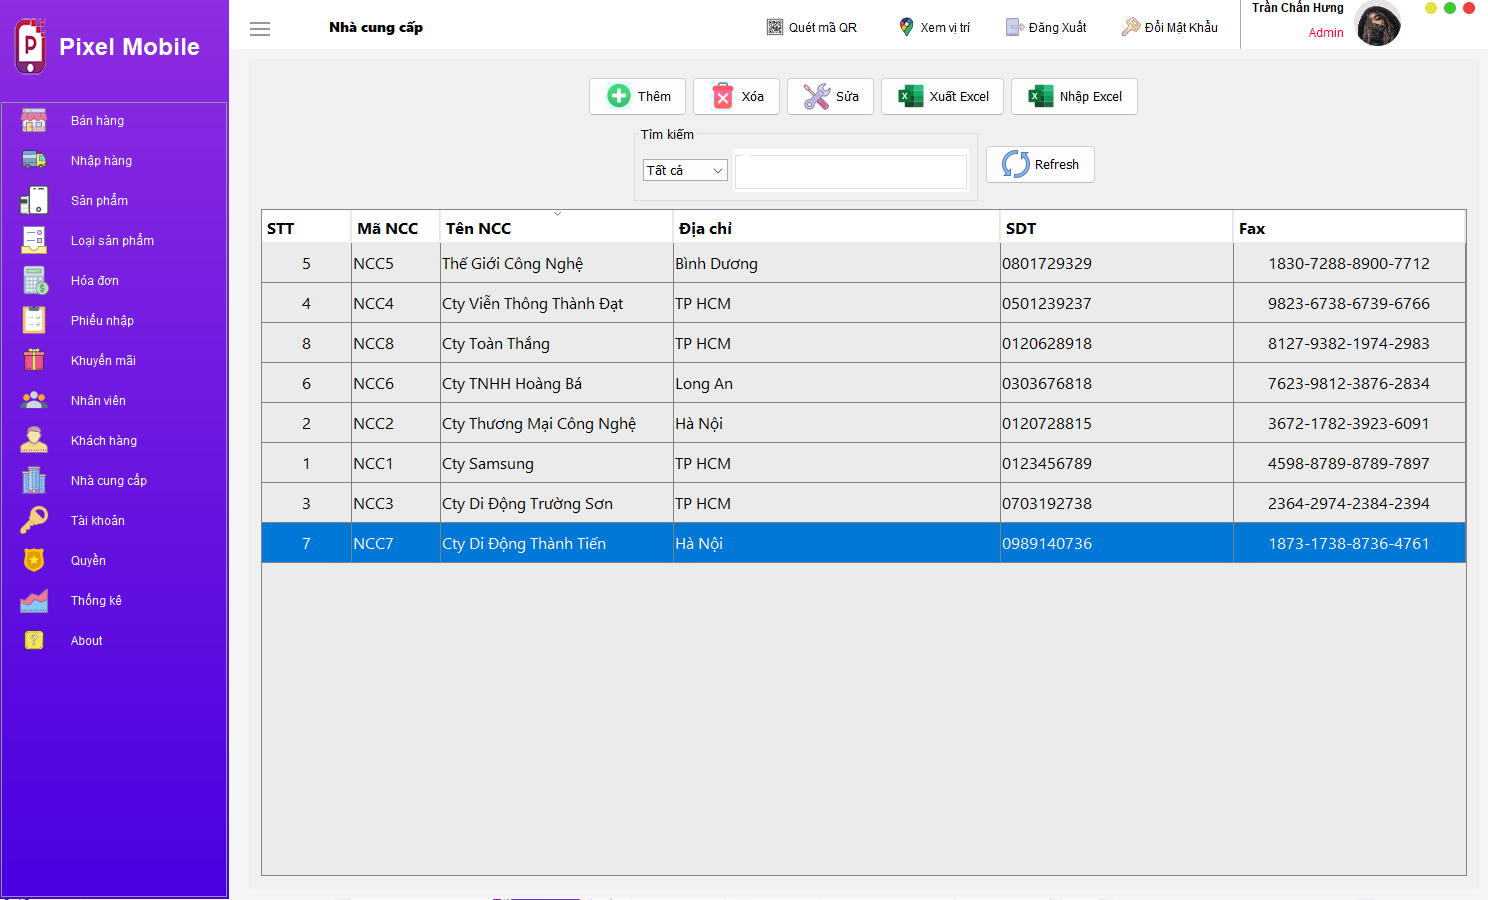 Pixel Mobile
Nhà cung cấp
Quét mã QR
Xem vị trí
Đăng Xuất
Đổi Mật Khẩu
Trần Chấn Hưng
Admin
Bán hàng
Nhập hàng
Sản phẩm
Loại sản phẩm
Hóa đơn
Phiếu nhập
Khuyến mãi
Nhân viên
Khách hàng
Nhà cung cấp
Tài khoản
Quyền
Thống kê
About
Thêm
Xóa
Sửa
Xuất Excel
Nhập Excel
Tìm kiếm
Tất cả
Refresh
STT Mã NCC Tên NCC Địa chỉ SDT Fax
5 NCC5 Thế Giới Công Nghệ Bình Dương 0801729329 1830-7288-8900-7712
4 NCC4 Cty Viễn Thông Thành Đạt TP HCM 0501239237 9823-6738-6739-6766
8 NCC8 Cty Toàn Thắng TP HCM 0120628918 8127-9382-1974-2983
6 NCC6 Cty TNHH Hoàng Bá Long An 0303676818 7623-9812-3876-2834
2 NCC2 Cty Thương Mại Công Nghệ Hà Nội 0120728815 3672-1782-3923-6091
1 NCC1 Cty Samsung TP HCM 0123456789 4598-8789-8789-7897
3 NCC3 Cty Di Động Trường Sơn TP HCM 0703192738 2364-2974-2384-2394
7 NCC7 Cty Di Động Thành Tiến Hà Nội 0989140736 1873-1738-8736-4761